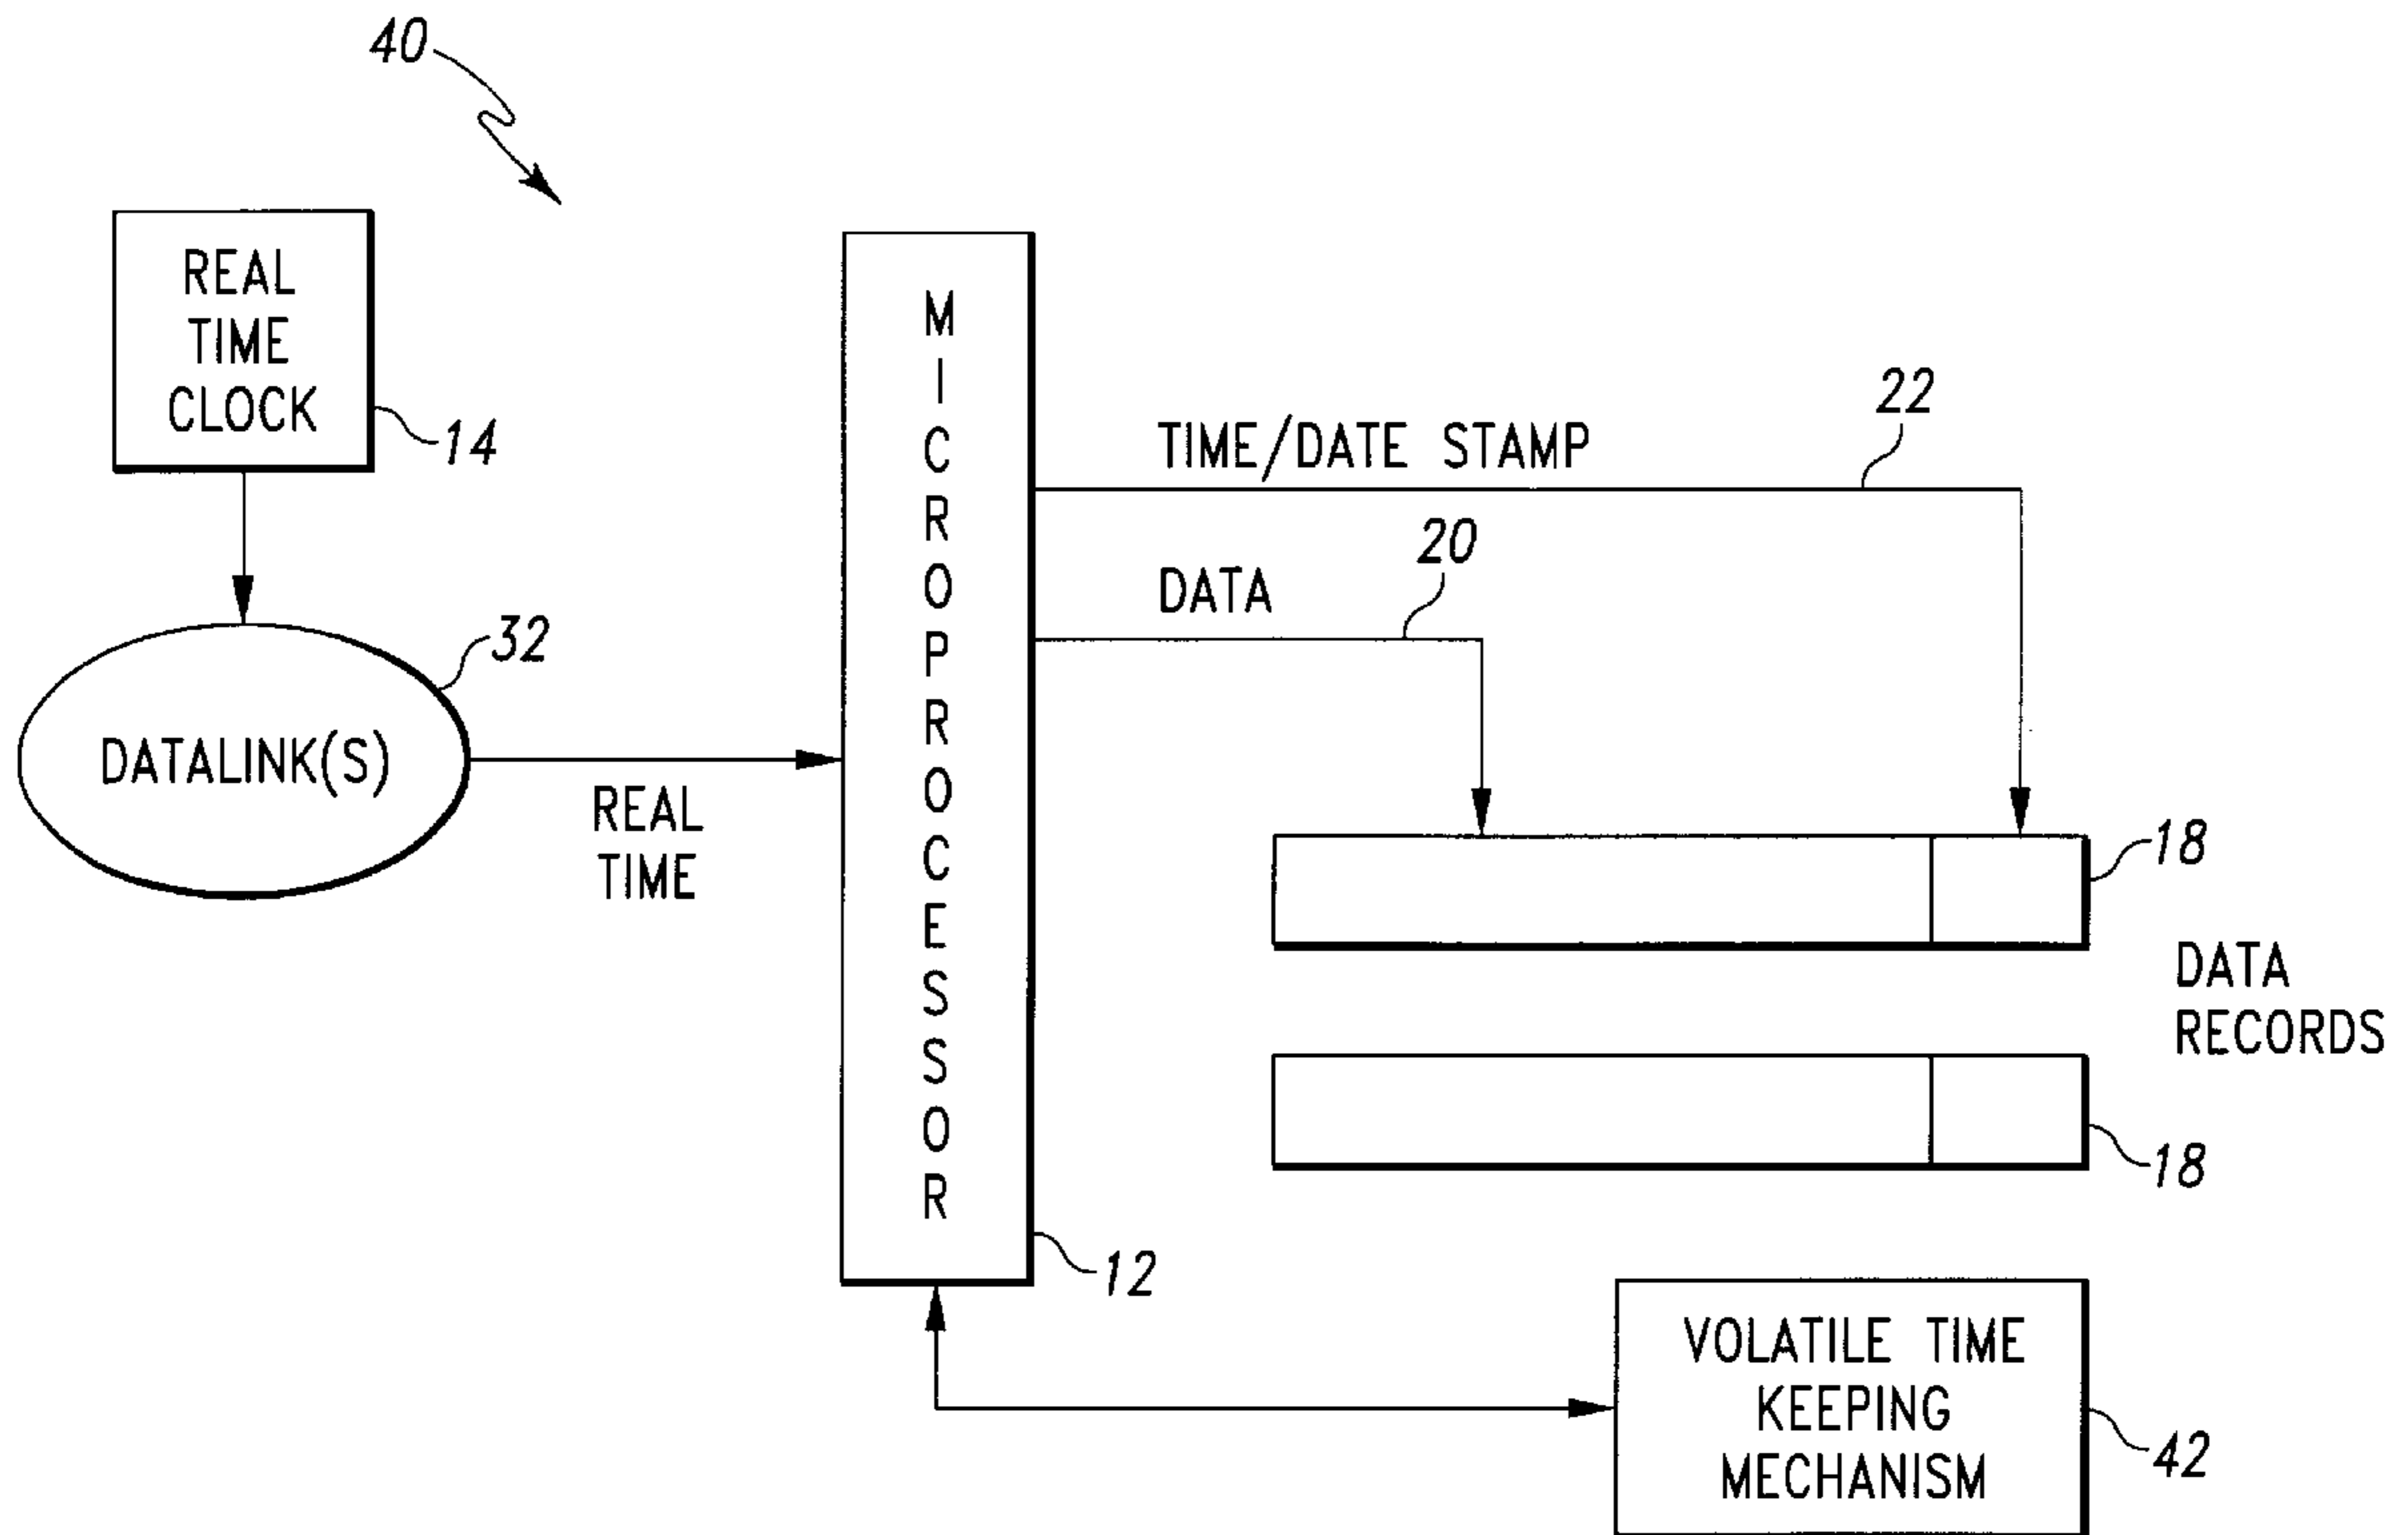 40
REAL
TIME
CLOCK
14
DATALINK(S)
32
REAL
TIME
MICROPROCESSOR
12
TIME/DATE STAMP
22
DATA
20
18
DATA
RECORDS
18
VOLATILE TIME
KEEPING
MECHANISM
42